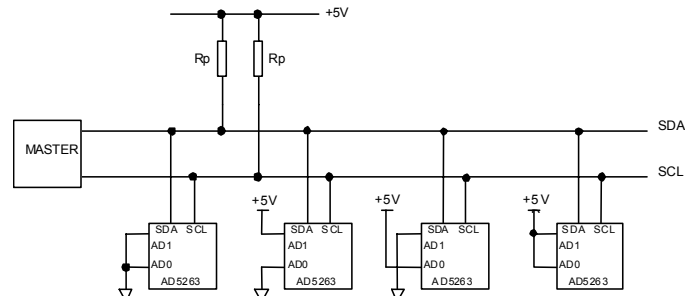 +5V
Rp Rp
SDA
MASTER
SCL
+5V +5V +5V
SDA SCL SDA SCL SDA SCL SDA SCL
AD1 AD1 AD1 AD1
AD0 AD0 AD0 AD0
AD5263 AD5263 AD5263 AD5263